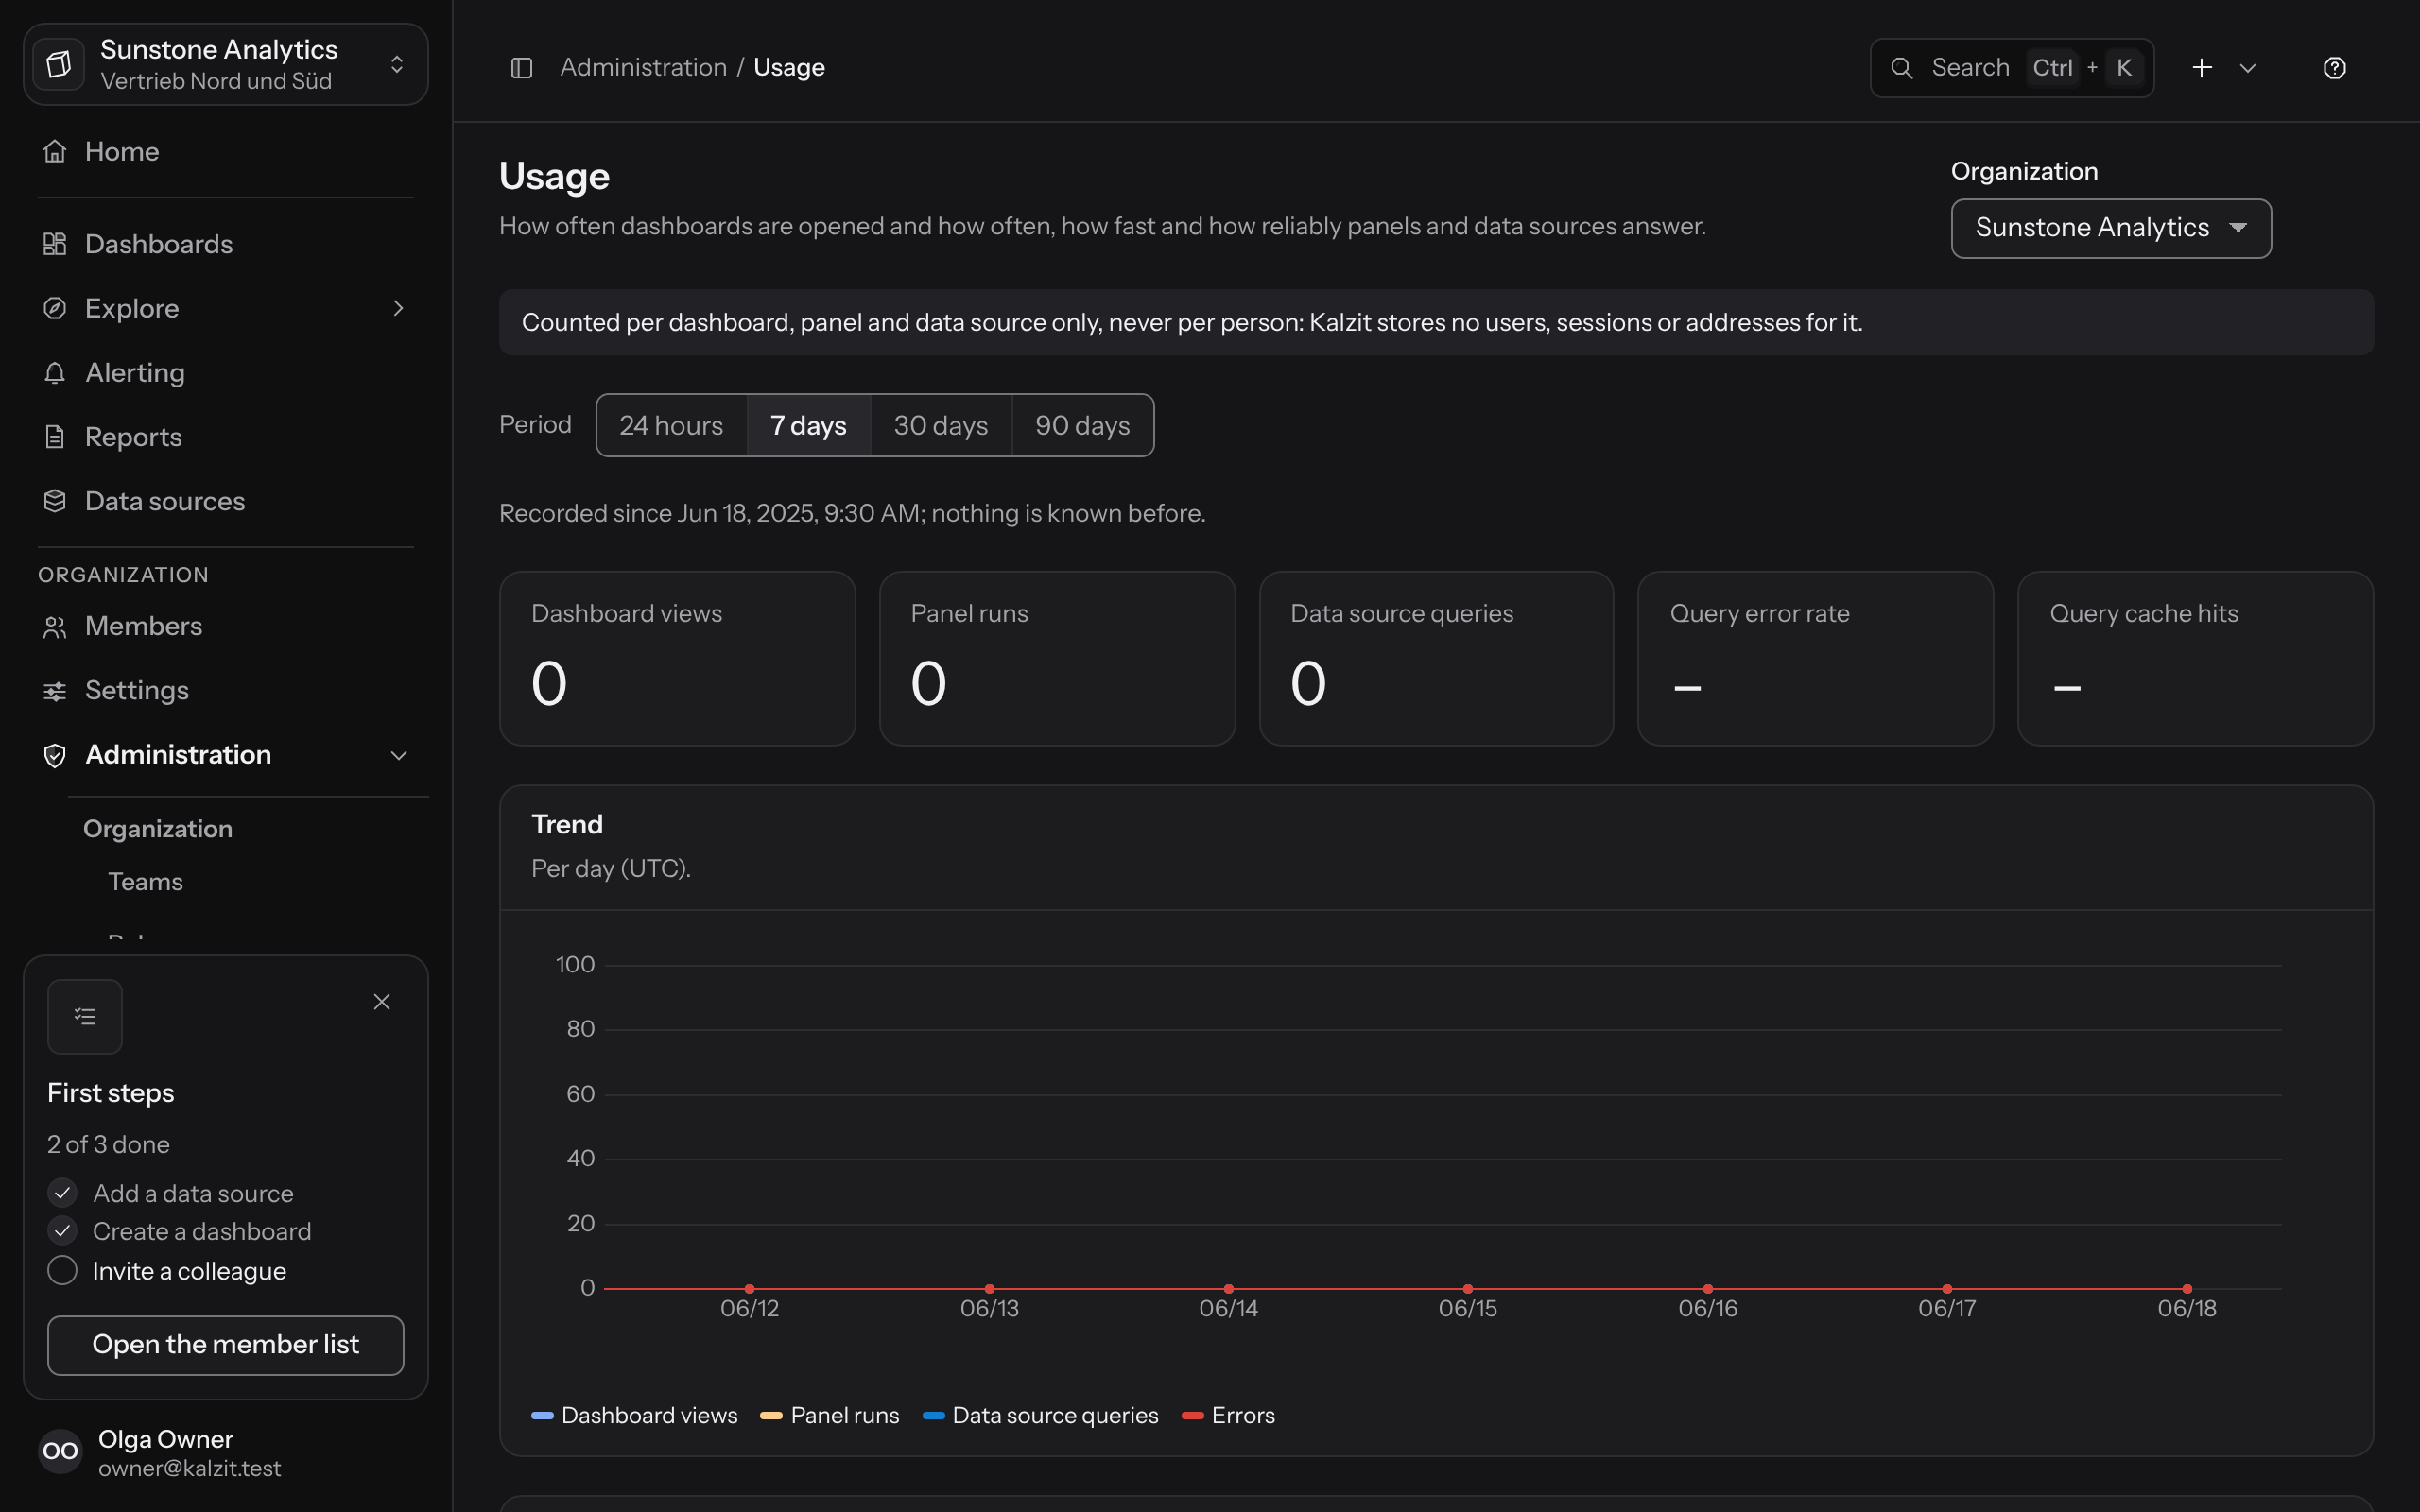 Sunstone Analytics
Vertrieb Nord und Süd
Home
Dashboards
Explore
Alerting
Reports
Data sources
ORGANIZATION
Members
Settings
Administration
Organization
Teams
First steps
2 of 3 done
Add a data source
Create a dashboard
Invite a colleague
Open the member list
OO
Olga Owner
owner@kalzit.test
Administration / Usage
Search Ctrl + K
Usage
How often dashboards are opened and how often, how fast and how reliably panels and data sources answer.
Organization
Sunstone Analytics
Counted per dashboard, panel and data source only, never per person: Kalzit stores no users, sessions or addresses for it.
Period
24 hours
7 days
30 days
90 days
Recorded since Jun 18, 2025, 9:30 AM; nothing is known before.
Dashboard views
0
Panel runs
0
Data source queries
0
Query error rate
–
Query cache hits
–
Trend
Per day (UTC).
100
80
60
40
20
0
06/12
06/13
06/14
06/15
06/16
06/17
06/18
Dashboard views
Panel runs
Data source queries
Errors